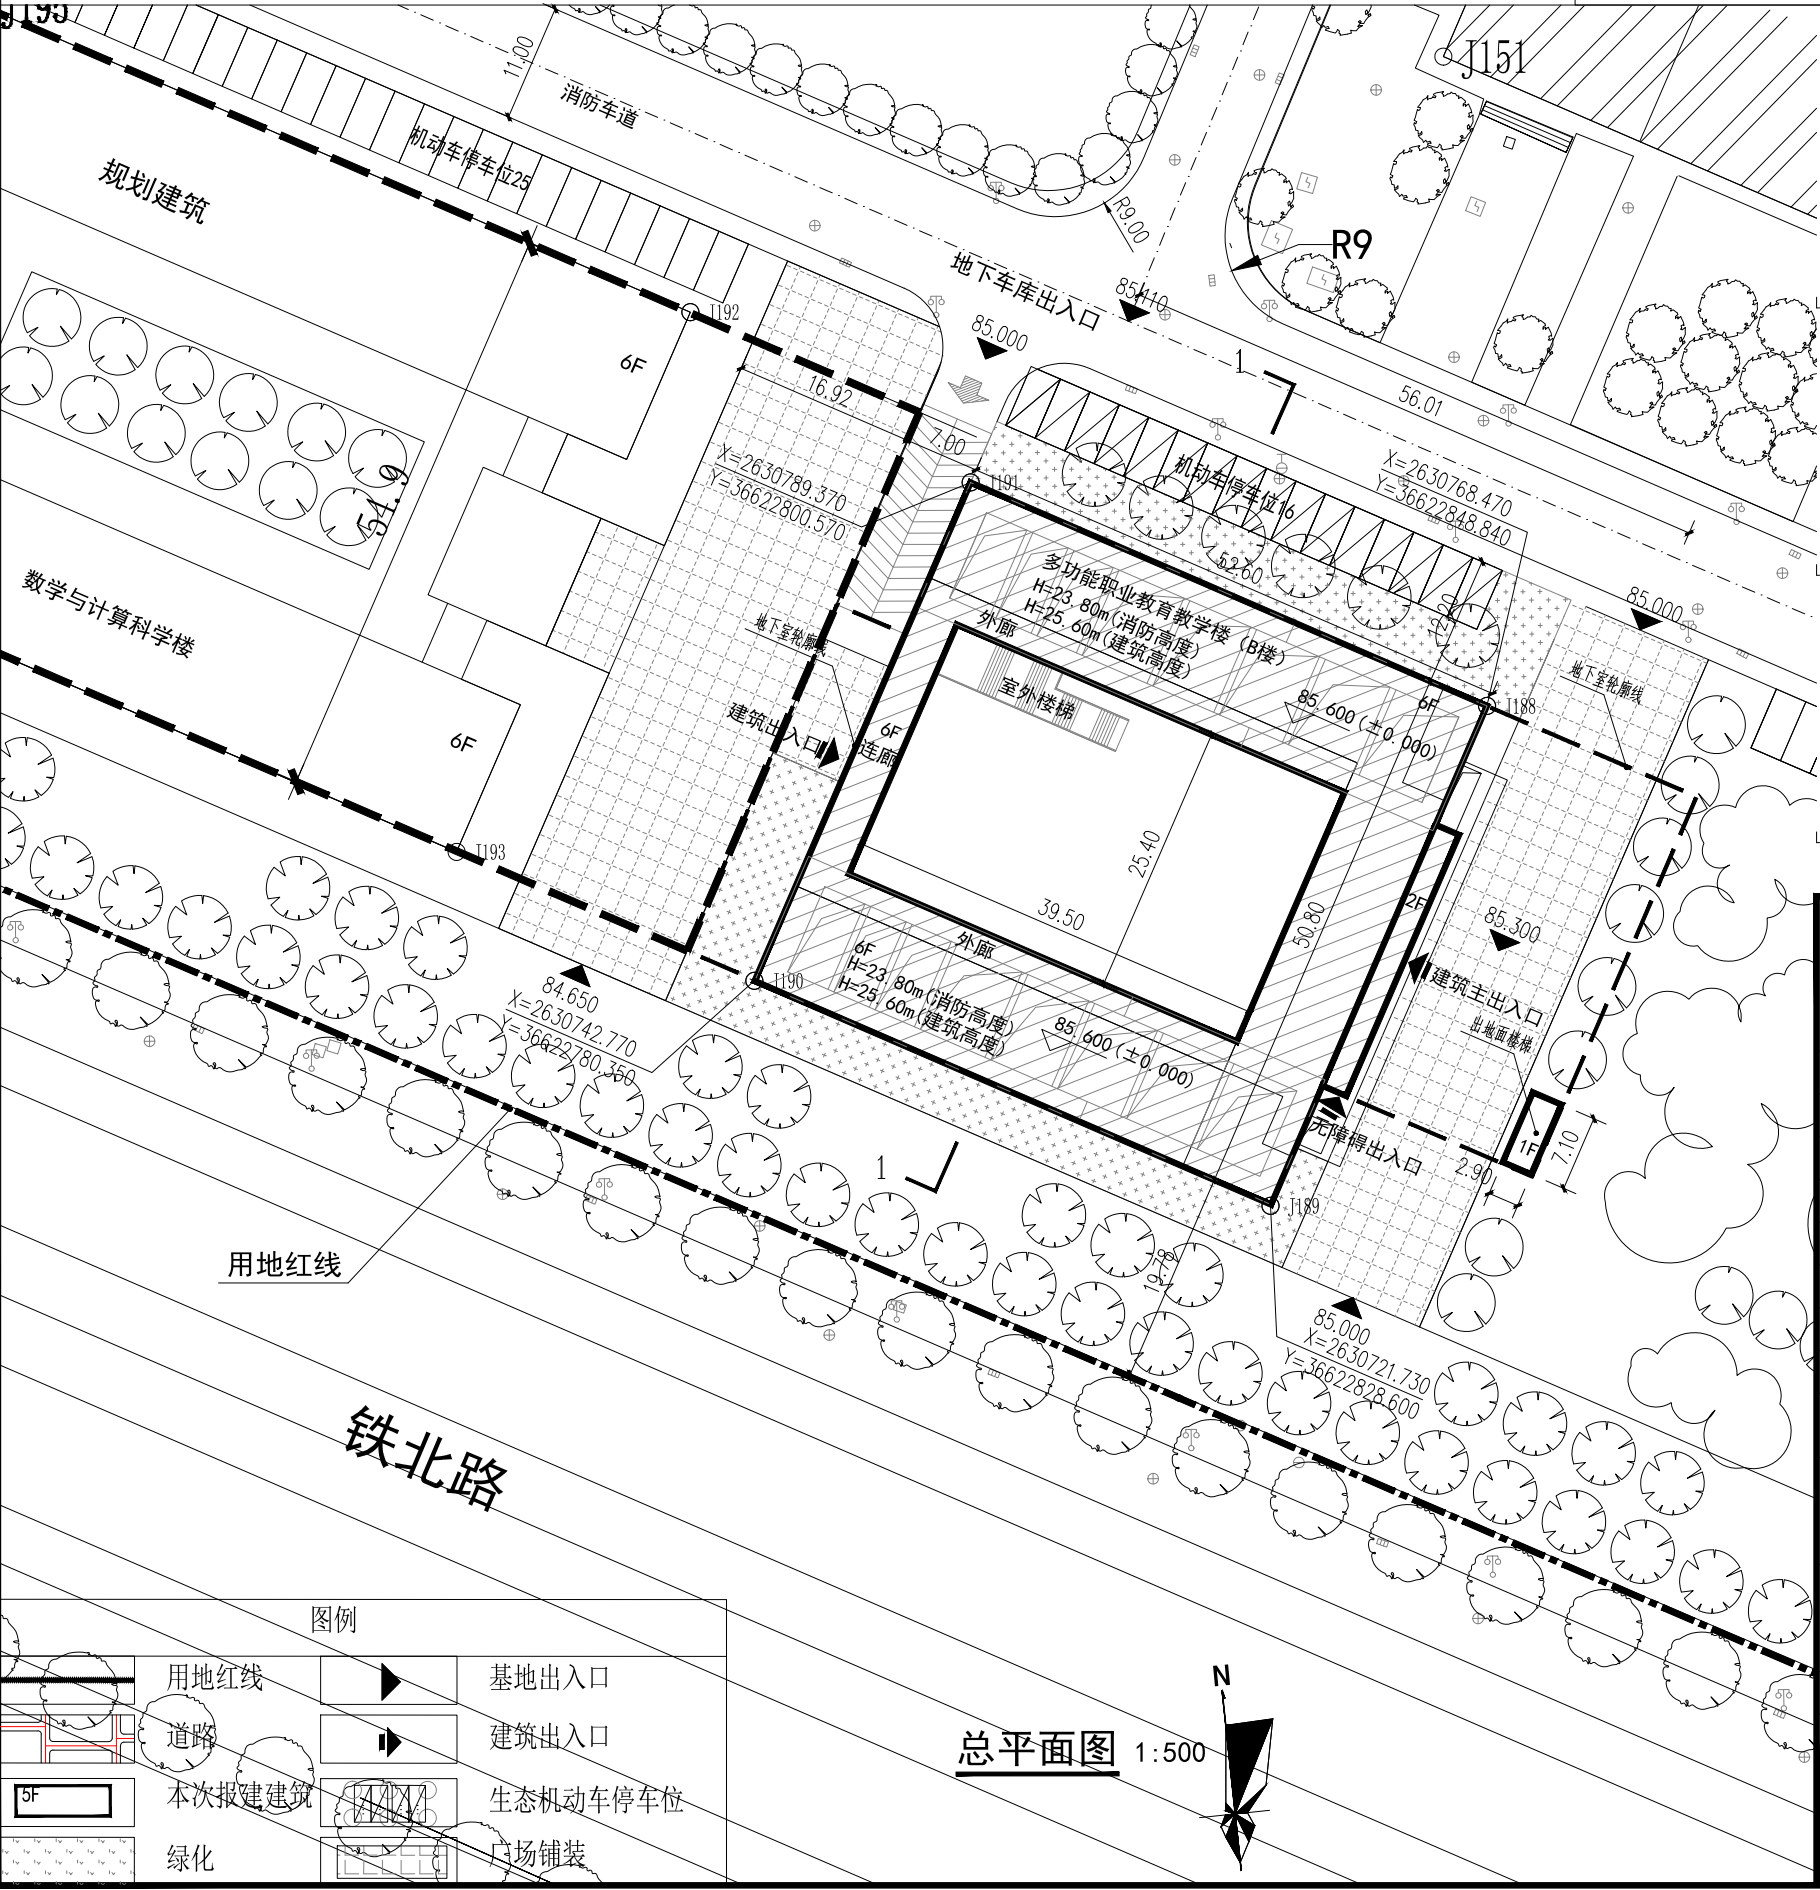 J195
J151
11.00
消防车道
机动车停车位25
规划建筑
R9.00
R9
地下车库出入口
85.110
85.000
J192
6F
16.92
7.00
1
56.01
X=2630789.370
Y=36622800.570
J191
机动车停车位16
X=2630768.470
Y=36622848.840
54.9
52.60
12.20
85.000
数学与计算科学楼
多功能职业教育教学楼（B楼）
H=23.80m(消防高度)
H=25.60m(建筑高度)
外廊
地下室轮廓线
室外楼梯
85.600(±0.000)
6F
J188
地下室轮廓线
建筑出入口
6F
连廊
6F
J193
25.40
39.50
50.80
2F
85.300
建筑主出入口
出地面楼梯
外廊
6F
H=23.80m(消防高度)
H=25.60m(建筑高度)
85.600(±0.000)
J190
84.650
X=2630742.770
Y=36622780.350
无障碍出入口
1F
7.10
2.90
1
J189
19.78
用地红线
85.000
X=2630721.730
Y=36622828.600
铁北路
图例
用地红线
基地出入口
道路
建筑出入口
5F
本次报建建筑
生态机动车停车位
绿化
广场铺装
N
总平面图 1:500